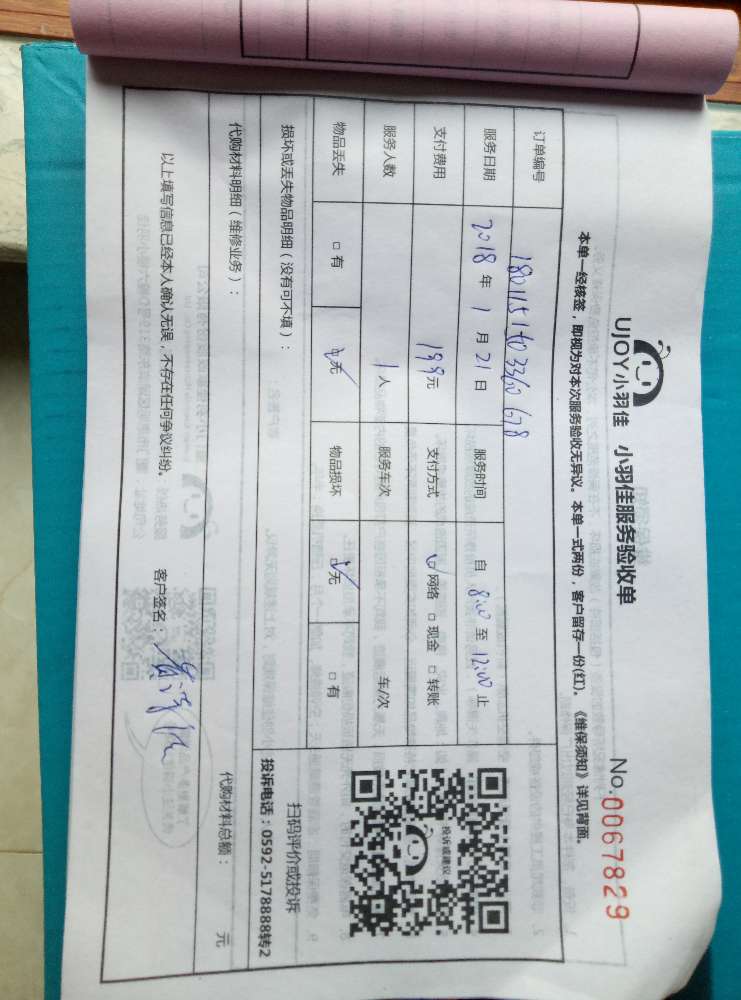 UJOY小羽佳 小羽佳服务验收单
No.0067829
本单一经核签，即视为对本次服务验收无异议。本单一式两份，客户留存一份(红)。《维保须知》详见背面。
订单编号
服务日期 2018 年 1 月 21 日 服务时间 自 8:00 至 12:00 止
支付费用 199元 支付方式 ☑网络 □现金 □转账
服务人数 1人 服务车次 车/次
物品丢失 □有 ☑无 物品损坏 ☑无 □有
投诉或建议
扫码评价或投诉
投诉电话：0592-5178888转2
损坏或丢失物品明细（没有可不填）：
代购材料明细（维修业务）： 代购材料总额： 元
以上填写信息已经本人确认无误，不存在任何争议纠纷。 客户签名：